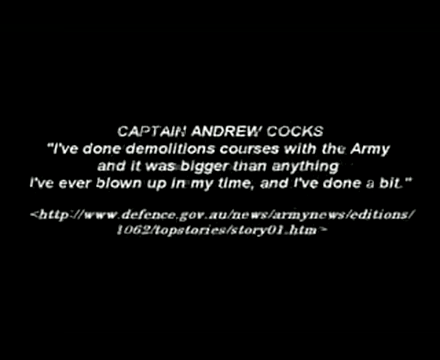 CAPTAIN ANDREW COCKS
"I've done demolitions courses with the Army
and it was bigger than anything
I've ever blown up in my time, and I've done a bit."
<http://www.defence.gov.au/news/armynews/editions/
1062/topstories/story01.htm>